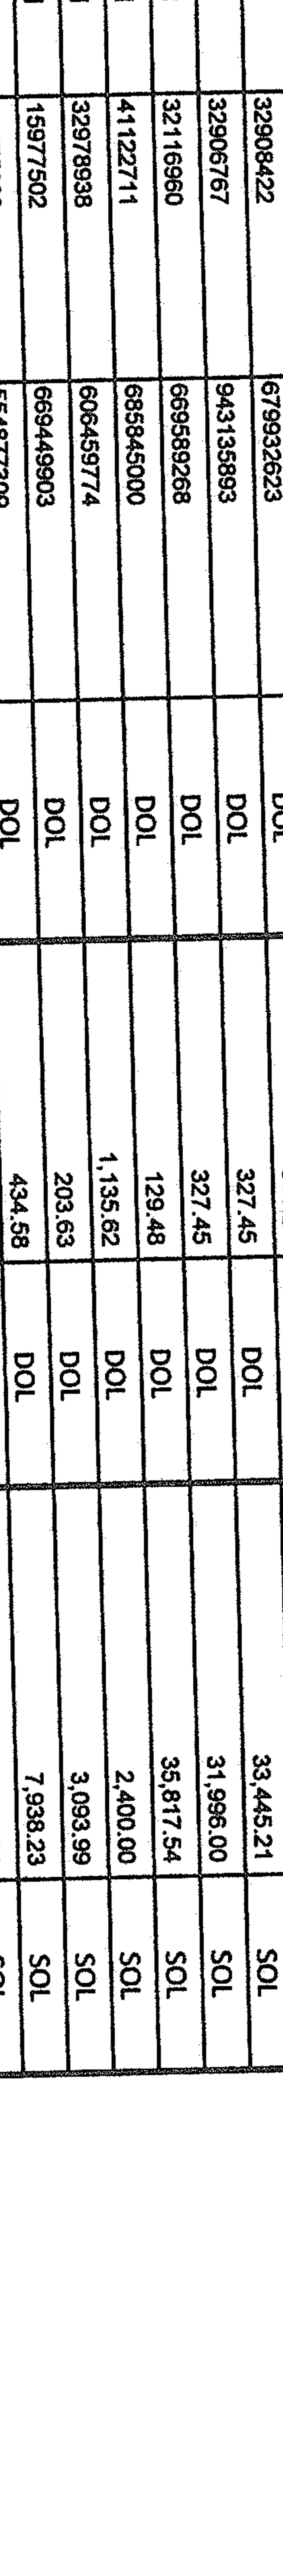 32908422 679932623 DOL
32906767 943135893 DOL 327.45 DOL 33,445.21 SOL
32116960 669589268 DOL 327.45 DOL 31,996.00 SOL
41122711 685845000 DOL 129.48 DOL 35,817.54 SOL
32978938 606459774 DOL 1,135.62 DOL 2,400.00 SOL
15977502 669449903 DOL 203.63 DOL 3,093.99 SOL
DOL 434.58 DOL 7,938.23 SOL
SOL